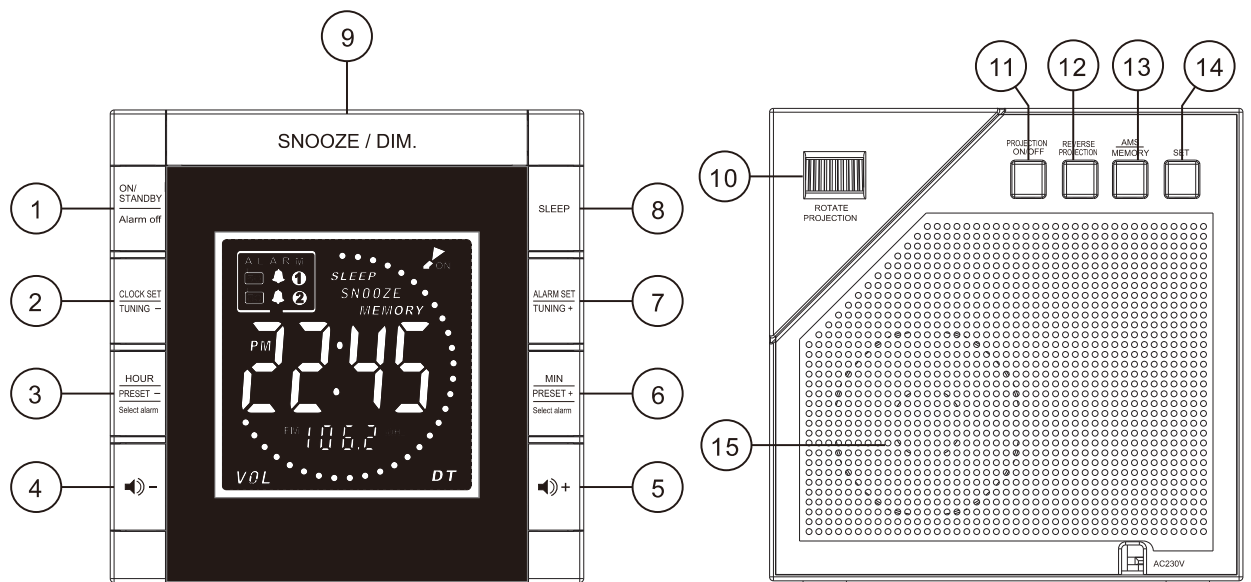 9
SNOOZE / DIM.
1
ON/
STANDBY
Alarm off
2
CLOCK SET
TUNING −
3
HOUR
PRESET −
Select alarm
4
−
ALARM
1
2
SLEEP
SNOOZE
MEMORY
ON
PM
22:45
FM 106.2
VOL
DT
SLEEP
8
ALARM SET
TUNING +
7
MIN
PRESET +
Select alarm
6
+
5
11
12
13
14
PROJECTION
ON/OFF
REVERSE
PROJECTION
AMS
MEMORY
SET
10
ROTATE
PROJECTION
15
AC230V